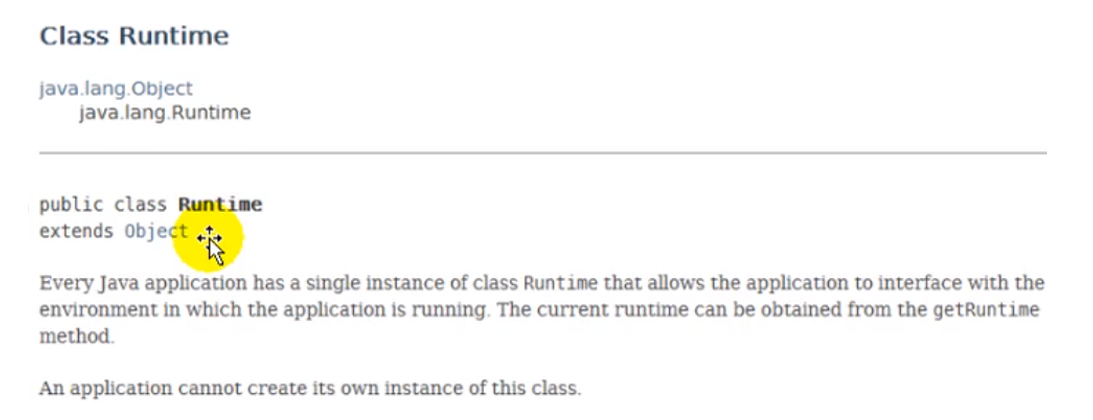 Class Runtime
java.lang.Object
java.lang.Runtime
public class Runtime
extends Object
Every Java application has a single instance of class Runtime that allows the application to interface with the
environment in which the application is running. The current runtime can be obtained from the getRuntime
method.
An application cannot create its own instance of this class.